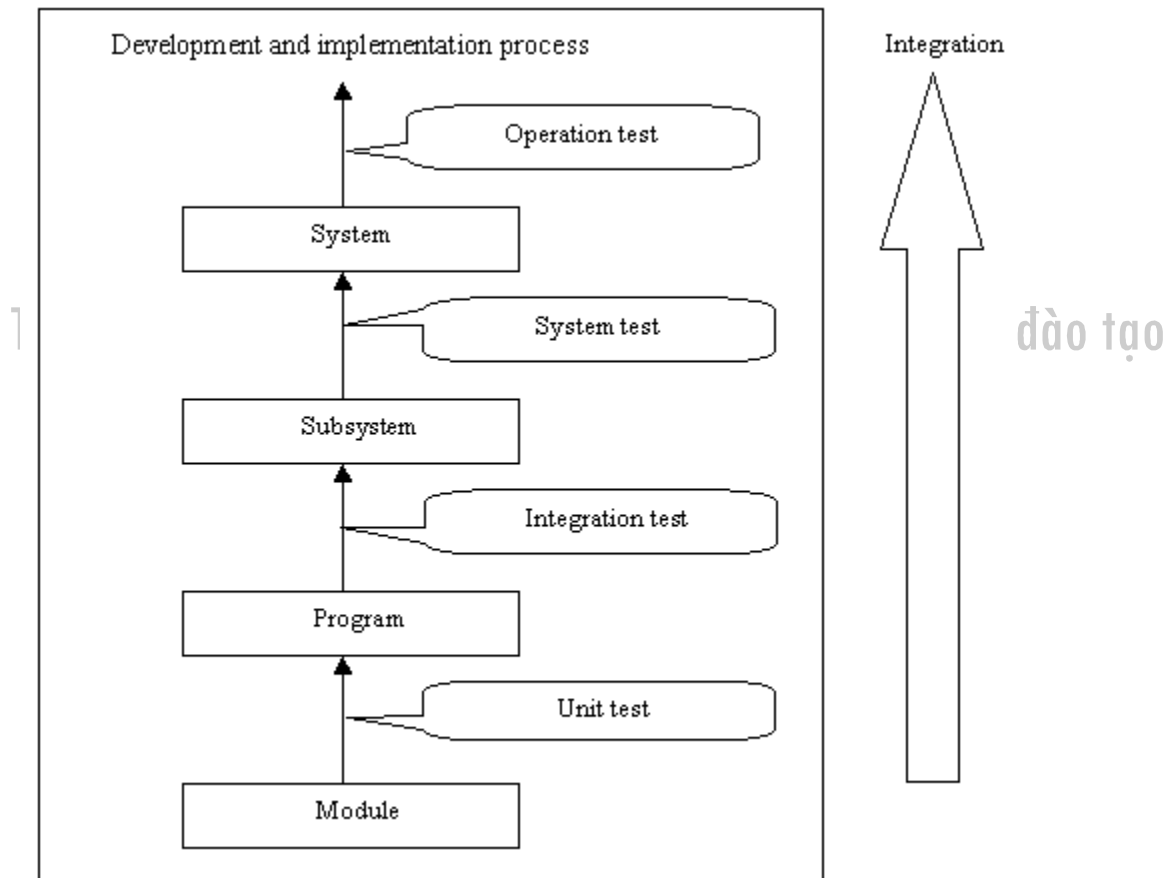 Development and implementation process
Integration
Operation test
System
System test
đào tạo
Subsystem
Integration test
Program
Unit test
Module